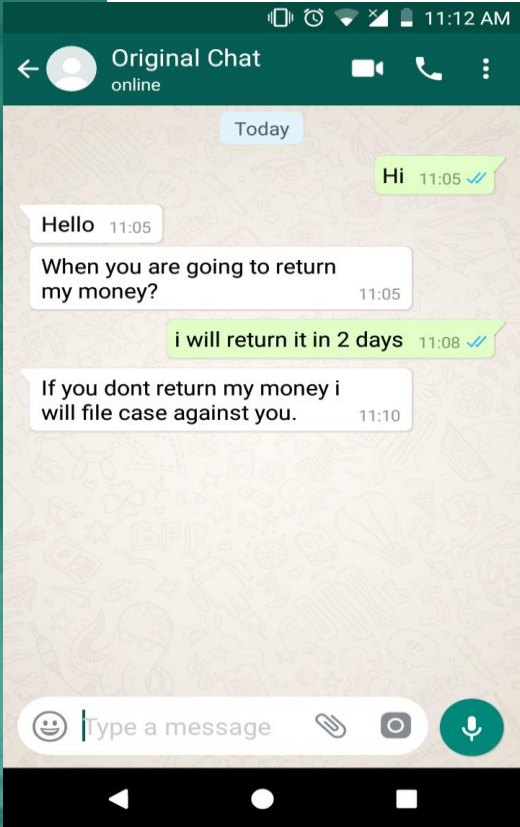 11:12 AM
Original Chat
online
Today
Hi 11:05
Hello 11:05
When you are going to return
my money? 11:05
i will return it in 2 days 11:08
If you dont return my money i
will file case against you. 11:10
BFF
Type a message